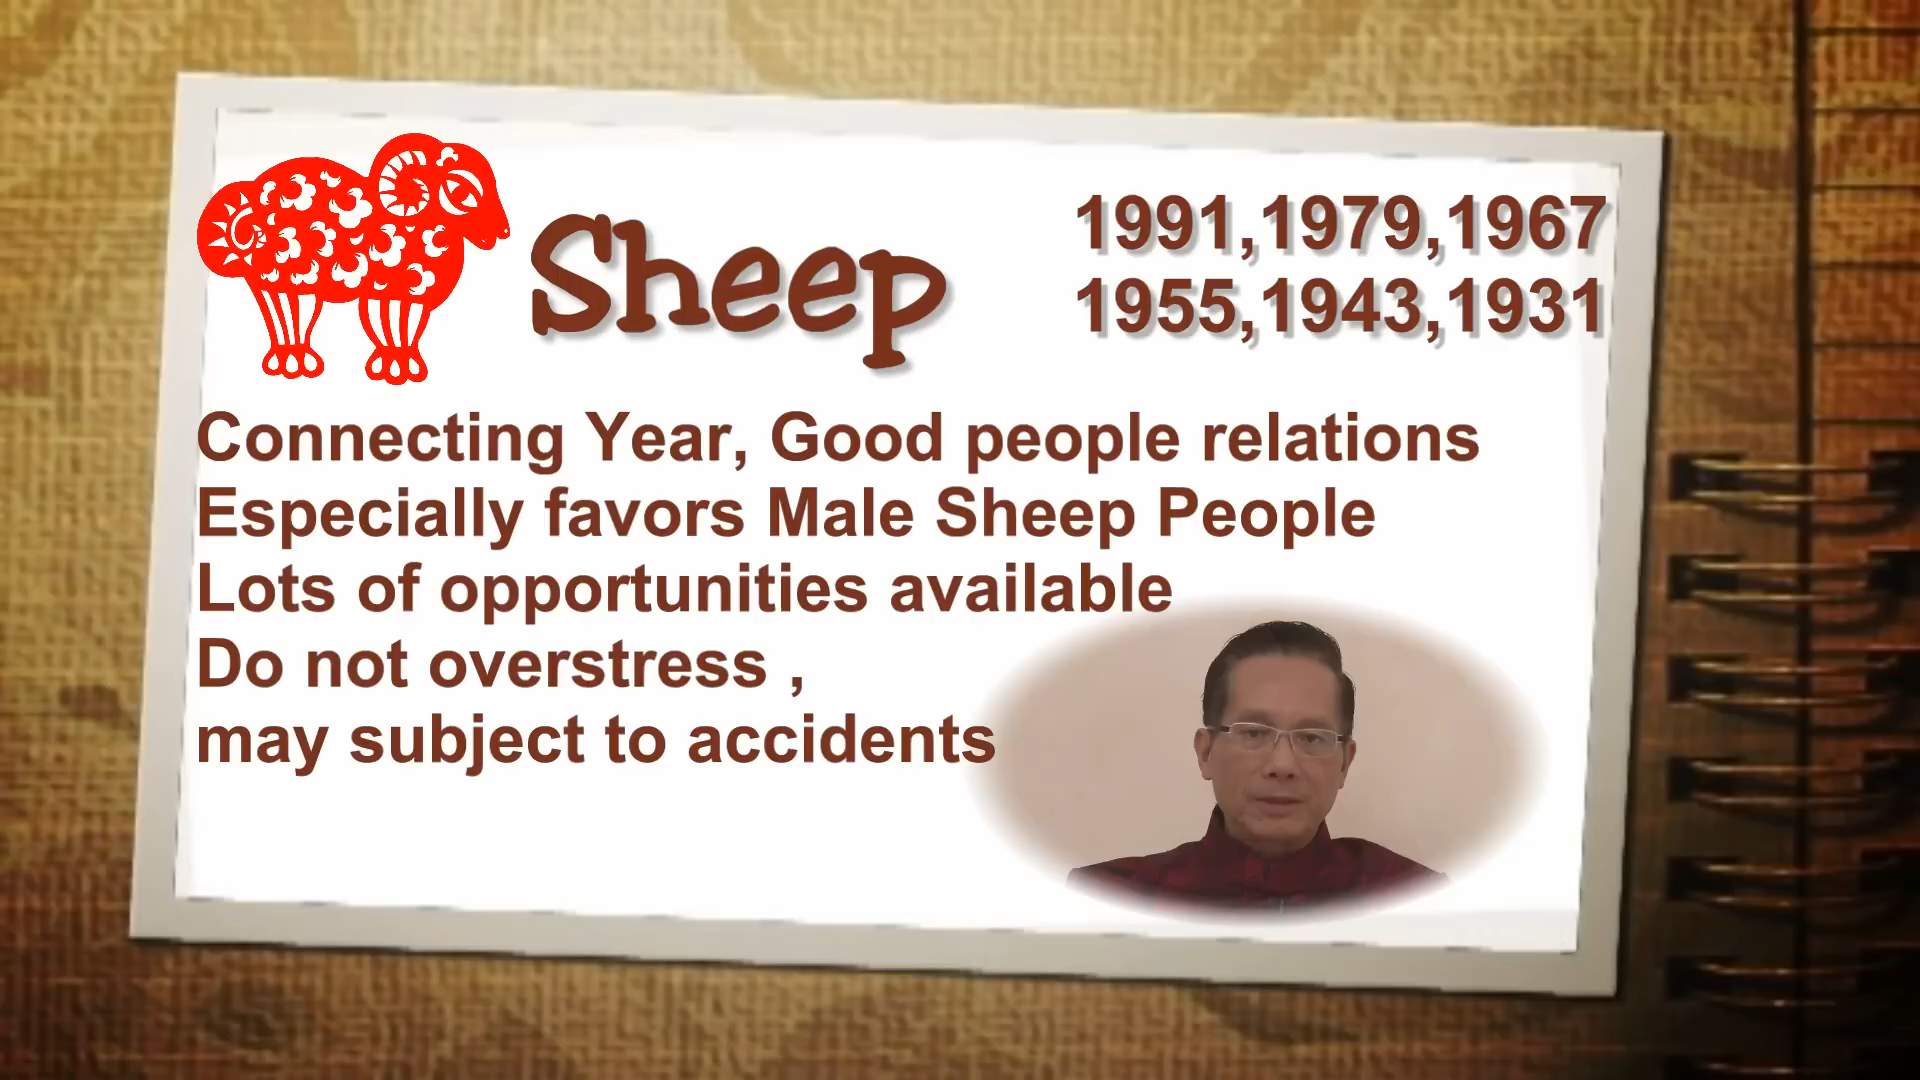 Sheep
1991,1979,1967
1955,1943,1931
Connecting Year, Good people relations
Especially favors Male Sheep People
Lots of opportunities available
Do not overstress ,
may subject to accidents